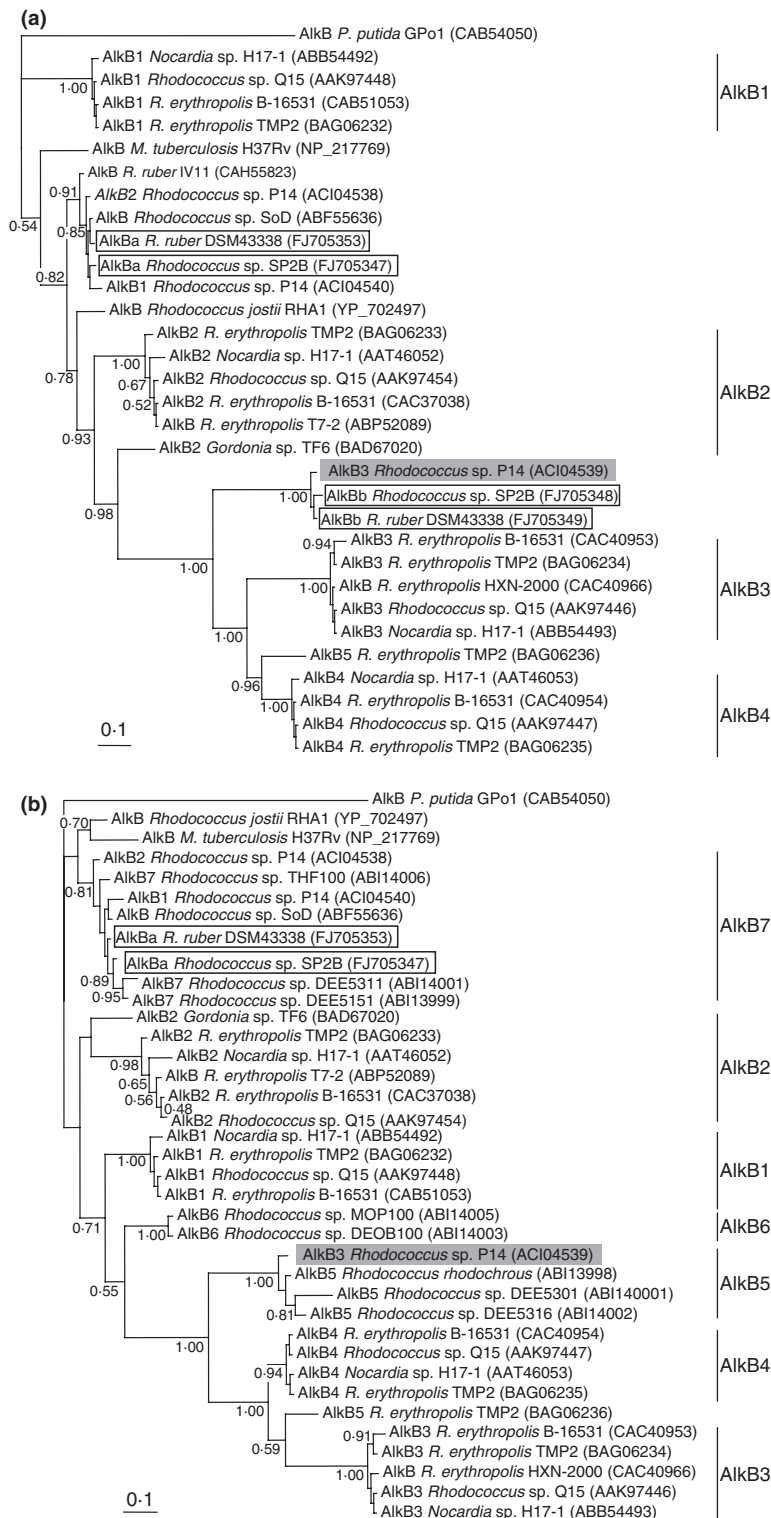 (a)
AlkB P. putida GPo1 (CAB54050)
AlkB1 Nocardia sp. H17-1 (ABB54492)
AlkB1 Rhodococcus sp. Q15 (AAK97448)
1·00
AlkB1 R. erythropolis B-16531 (CAB51053)
AlkB1 R. erythropolis TMP2 (BAG06232)
AlkB1
AlkB M. tuberculosis H37Rv (NP_217769)
AlkB R. ruber IV11 (CAH55823)
0·91
AlkB2 Rhodococcus sp. P14 (ACI04538)
0·54
0·85
AlkB Rhodococcus sp. SoD (ABF55636)
AlkBa R. ruber DSM43338 (FJ705353)
AlkBa Rhodococcus sp. SP2B (FJ705347)
0·82
AlkB1 Rhodococcus sp. P14 (ACI04540)
AlkB Rhodococcus jostii RHA1 (YP_702497)
AlkB2 R. erythropolis TMP2 (BAG06233)
AlkB2 Nocardia sp. H17-1 (AAT46052)
1·00
0·78
0·67
AlkB2 Rhodococcus sp. Q15 (AAK97454)
0·52
AlkB2 R. erythropolis B-16531 (CAC37038)
AlkB R. erythropolis T7-2 (ABP52089)
AlkB2
0·93
AlkB2 Gordonia sp. TF6 (BAD67020)
AlkB3 Rhodococcus sp. P14 (ACI04539)
AlkBb Rhodococcus sp. SP2B (FJ705348)
1·00
0·98
AlkBb R. ruber DSM43338 (FJ705349)
AlkB3 R. erythropolis B-16531 (CAC40953)
0·94
AlkB3 R. erythropolis TMP2 (BAG06234)
1·00
AlkB R. erythropolis HXN-2000 (CAC40966)
1·00
AlkB3 Rhodococcus sp. Q15 (AAK97446)
AlkB3 Nocardia sp. H17-1 (ABB54493)
AlkB3
1·00
AlkB5 R. erythropolis TMP2 (BAG06236)
AlkB4 Nocardia sp. H17-1 (AAT46053)
0·96
AlkB4 R. erythropolis B-16531 (CAC40954)
1·00
AlkB4 Rhodococcus sp. Q15 (AAK97447)
AlkB4 R. erythropolis TMP2 (BAG06235)
AlkB4
0·1
(b)
AlkB P. putida GPo1 (CAB54050)
AlkB Rhodococcus jostii RHA1 (YP_702497)
0·70
AlkB M. tuberculosis H37Rv (NP_217769)
AlkB2 Rhodococcus sp. P14 (ACI04538)
AlkB7 Rhodococcus sp. THF100 (ABI14006)
0·81
AlkB1 Rhodococcus sp. P14 (ACI04540)
AlkB Rhodococcus sp. SoD (ABF55636)
AlkBa R. ruber DSM43338 (FJ705353)
AlkBa Rhodococcus sp. SP2B (FJ705347)
0·89
AlkB7 Rhodococcus sp. DEE5311 (ABI14001)
0·95
AlkB7 Rhodococcus sp. DEE5151 (ABI13999)
AlkB7
AlkB2 Gordonia sp. TF6 (BAD67020)
AlkB2 R. erythropolis TMP2 (BAG06233)
0·98
AlkB2 Nocardia sp. H17-1 (AAT46052)
0·65
AlkB R. erythropolis T7-2 (ABP52089)
0·56
AlkB2 R. erythropolis B-16531 (CAC37038)
0·48
AlkB2 Rhodococcus sp. Q15 (AAK97454)
AlkB2
AlkB1 Nocardia sp. H17-1 (ABB54492)
AlkB1 R. erythropolis TMP2 (BAG06232)
1·00
AlkB1 Rhodococcus sp. Q15 (AAK97448)
AlkB1 R. erythropolis B-16531 (CAB51053)
AlkB1
AlkB6 Rhodococcus sp. MOP100 (ABI14005)
0·71
1·00
AlkB6 Rhodococcus sp. DEOB100 (ABI14003)
AlkB6
AlkB3 Rhodococcus sp. P14 (ACI04539)
AlkB5 Rhodococcus rhodochrous (ABI13998)
1·00
0·55
AlkB5 Rhodococcus sp. DEE5301 (ABI140001)
0·81
AlkB5 Rhodococcus sp. DEE5316 (ABI14002)
AlkB5
1·00
AlkB4 R. erythropolis B-16531 (CAC40954)
AlkB4 Rhodococcus sp. Q15 (AAK97447)
0·94
AlkB4 Nocardia sp. H17-1 (AAT46053)
AlkB4 R. erythropolis TMP2 (BAG06235)
AlkB4
1·00
AlkB5 R. erythropolis TMP2 (BAG06236)
0·91
AlkB3 R. erythropolis B-16531 (CAC40953)
0·59
AlkB3 R. erythropolis TMP2 (BAG06234)
1·00
AlkB R. erythropolis HXN-2000 (CAC40966)
AlkB3 Rhodococcus sp. Q15 (AAK97446)
AlkB3 Nocardia sp. H17-1 (ABB54493)
AlkB3
0·1